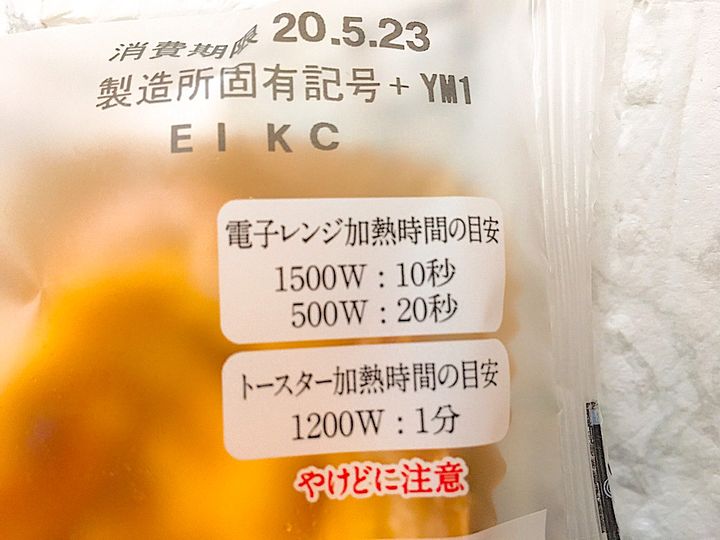 消費期限 20.5.23
製造所固有記号+YM1
EIKC
電子レンジ加熱時間の目安
1500W:10秒
500W:20秒
トースター加熱時間の目安
1200W:1分
やけどに注意